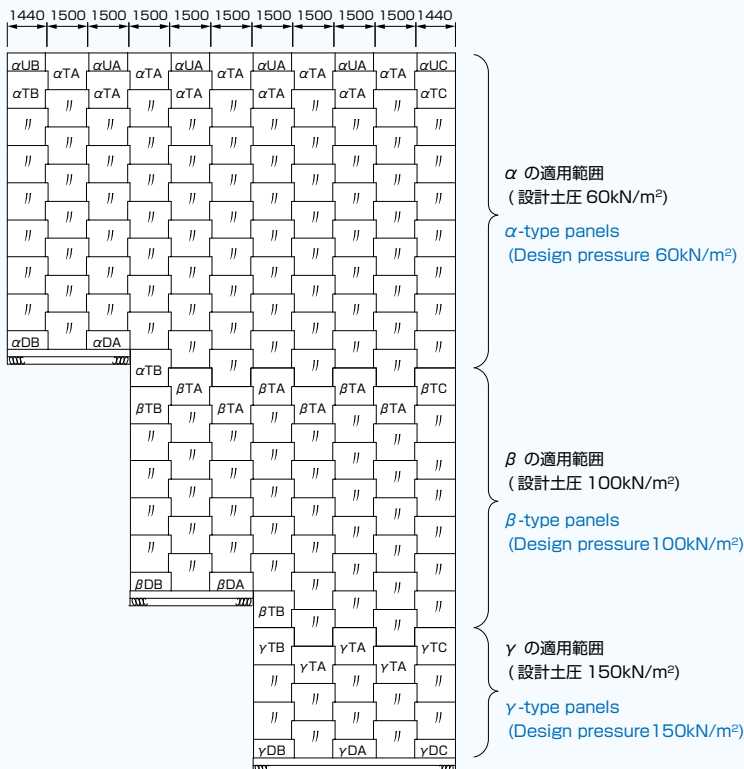 1440 1500 1500 1500 1500 1500 1500 1500 1500 1500 1440
αUB αUA αUA αUA αUA αUC
αTA αTA αTA αTA αTA
αTB αTA αTA αTA αTA αTC
〃 〃 〃 〃 〃
〃 〃 〃 〃 〃 〃
〃 〃 〃 〃 〃
〃 〃 〃 〃 〃 〃
〃 〃 〃 〃 〃
〃 〃 〃 〃 〃 〃
〃 〃 〃 〃 〃
〃 〃 〃 〃 〃 〃
〃 〃 〃 〃 〃
〃 〃 〃 〃 〃 〃
〃 〃 〃 〃 〃
〃 〃 〃 〃 〃 〃
〃 〃 〃 〃 〃
αDB αDA 〃 〃 〃 〃
αTB 〃 〃 〃
βTA βTA βTA βTC
βTB βTA βTA βTA
〃 〃 〃 〃
〃 〃 〃 〃
〃 〃 〃 〃
〃 〃 〃 〃
〃 〃 〃 〃
〃 〃 〃 〃
〃 〃 〃 〃
〃 〃 〃 〃
〃 〃 〃 〃
βDB βDA 〃 〃
βTB 〃 〃
〃 〃
γTB γTA γTC
γTA γTA
〃 〃 〃
〃 〃
〃 〃 〃
〃 〃
γDB γDA γDC
α の適用範囲
(設計土圧 60kN/m²)
α-type panels
(Design pressure 60kN/m²)
β の適用範囲
(設計土圧 100kN/m²)
β-type panels
(Design pressure100kN/m²)
γ の適用範囲
(設計土圧 150kN/m²)
γ-type panels
(Design pressure150kN/m²)